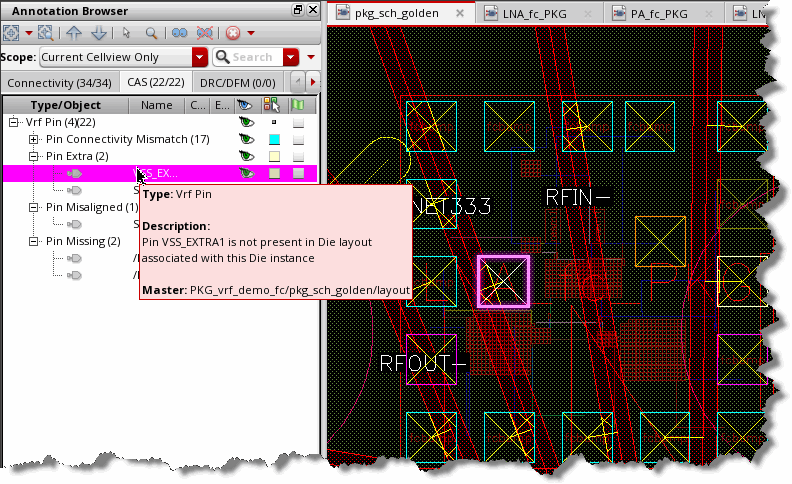 Annotation Browser
Search
Scope: Current Cellview Only
Connectivity (34/34)
CAS (22/22)
DRC/DFM (0/0)
Type/Object
Name
C...
E...
Vrf Pin (4)(22)
Pin Connectivity Mismatch (17)
Pin Extra (2)
VSS_EX...
S
Pin Misaligned (1)
S
Pin Missing (2)
Type: Vrf Pin
Description:
Pin VSS_EXTRA1 is not present in Die layout
associated with this Die instance
Master: PKG_vrf_demo_fc/pkg_sch_golden/layout
pkg_sch_golden
LNA_fc_PKG
PA_fc_PKG
RFIN-
NET333
RFOUT-